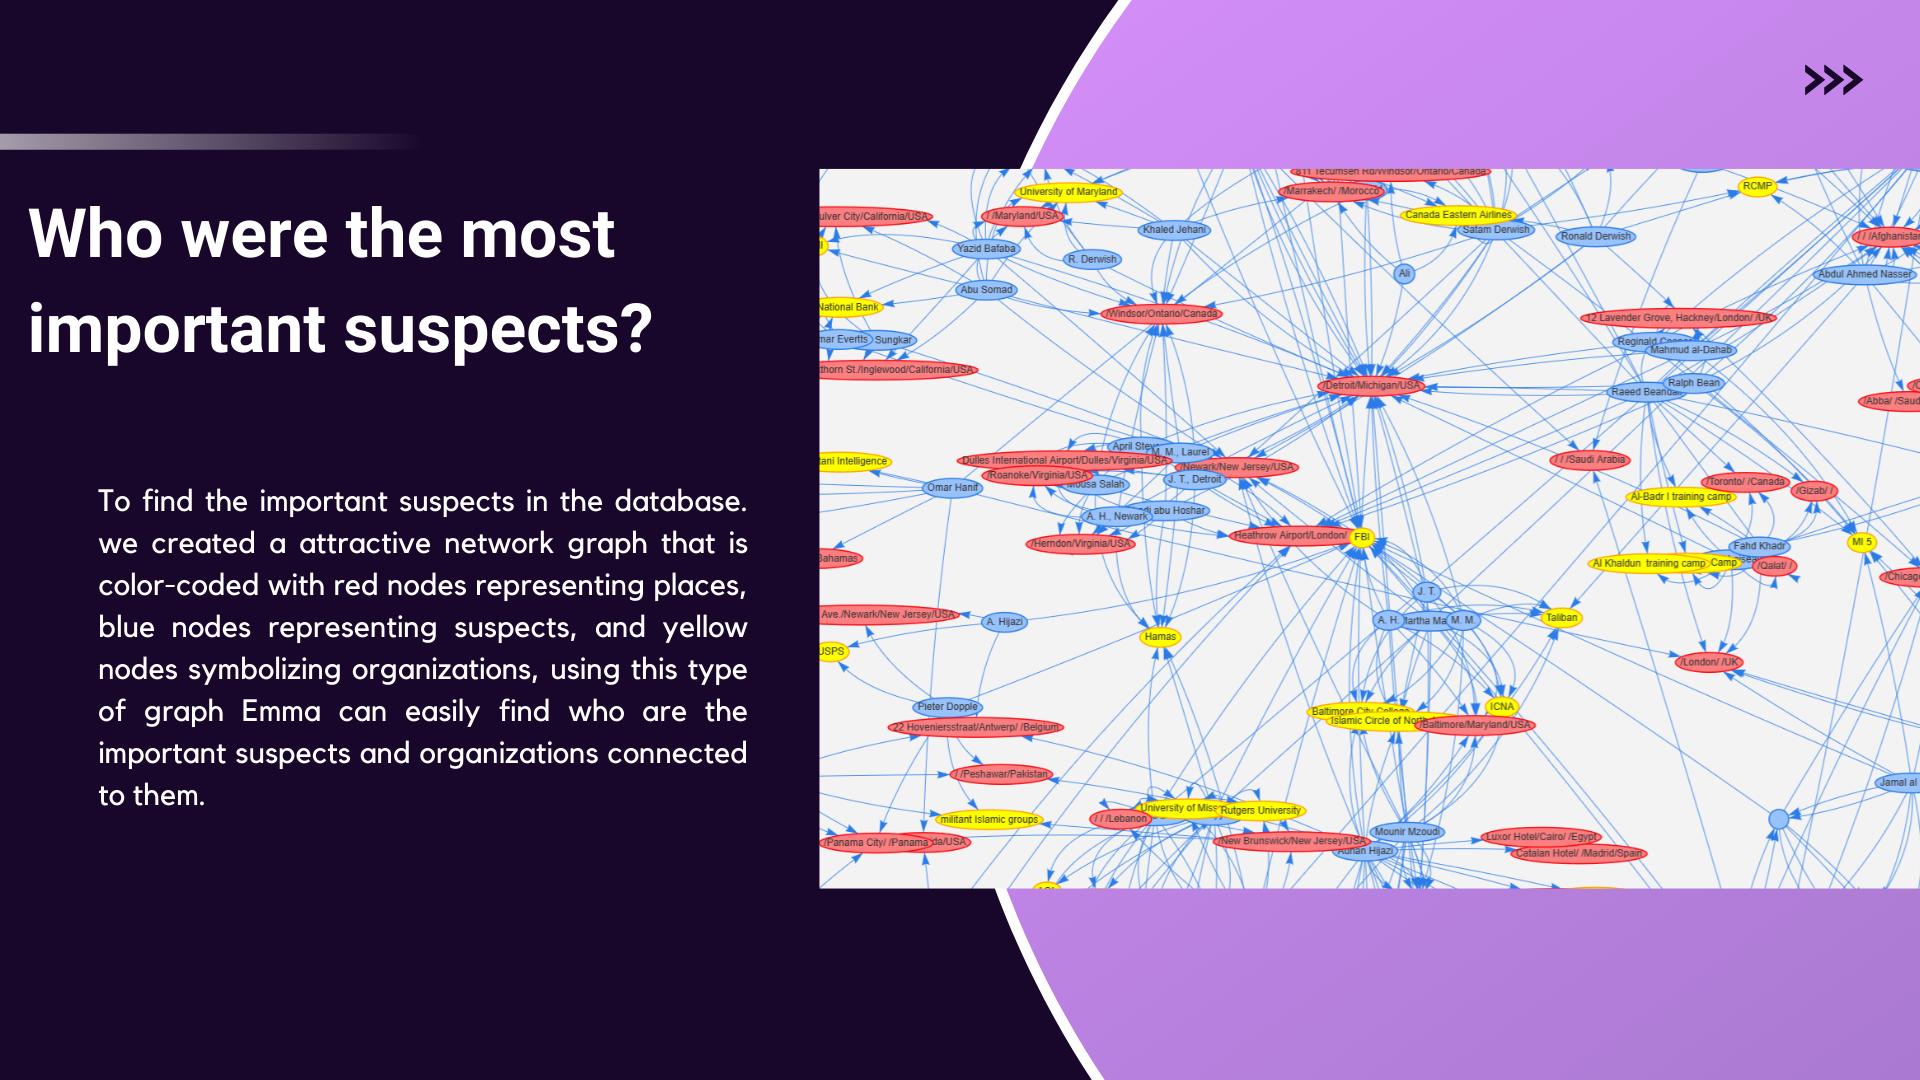 Who were the most
important suspects?
To find the important suspects in the database.
we created a attractive network graph that is
color-coded with red nodes representing places,
blue nodes representing suspects, and yellow
nodes symbolizing organizations, using this type
of graph Emma can easily find who are the
important suspects and organizations connected
to them.
811 Tecumseh Rd/Windsor/Ontario/Canada
University of Maryland
/Marrakech/ /Morocco
RCMP
ulver City/California/USA
/ /Maryland/USA
Canada Eastern Airlines
Khaled Jehani
Satam Derwish
Ronald Derwish
/ / /Afghanistan
Yazid Bafaba
R. Derwish
Ali
Abdul Ahmed Nasser
Abu Somad
National Bank
/Windsor/Ontario/Canada
12 Lavender Grove, Hackney/London/ /UK
mar Evertts
Sungkar
Reginald
Mahmud al-Dahab
thorn St./Inglewood/California/USA
/Detroit/Michigan/USA
Raeed Beanda
Ralph Bean
/Abba/ /Saud
April Steve
M. M., Laurel
tani Intelligence
Dulles International Airport/Dulles/Virginia/USA
/Newark/New Jersey/USA
/ / /Saudi Arabia
/Roanoke/Virginia/USA
Mousa Salah
J. T., Detroit
/Toronto/ /Canada
Omar Hanif
Al-Badr I training camp
/Gizab/ /
A. H., Newark
di abu Hoshar
Heathrow Airport/London/
FBI
MI 5
/Herndon/Virginia/USA
Fahd Khadr
Bahamas
Al Khaldun training camp
Camp
/Qalat/ /
/Chicag
J. T.
Ave./Newark/New Jersey/USA
A. Hijazi
A. H.
Martha Ma
M. M.
Taliban
Hamas
USPS
/London/ /UK
Pieter Dopple
ICNA
Baltimore City College
Islamic Circle of North
/Baltimore/Maryland/USA
22 Hoveniersstraat/Antwerp/ /Belgium
/ /Peshawar/Pakistan
Jamal al
University of Miss
Rutgers University
militant Islamic groups
/ / /Lebanon
Mounir Mzoudi
/Panama City/ /Panama
da/USA
/New Brunswick/New Jersey/USA
Adnan Hijazi
Luxor Hotel/Cairo/ /Egypt
Catalan Hotel/ /Madrid/Spain